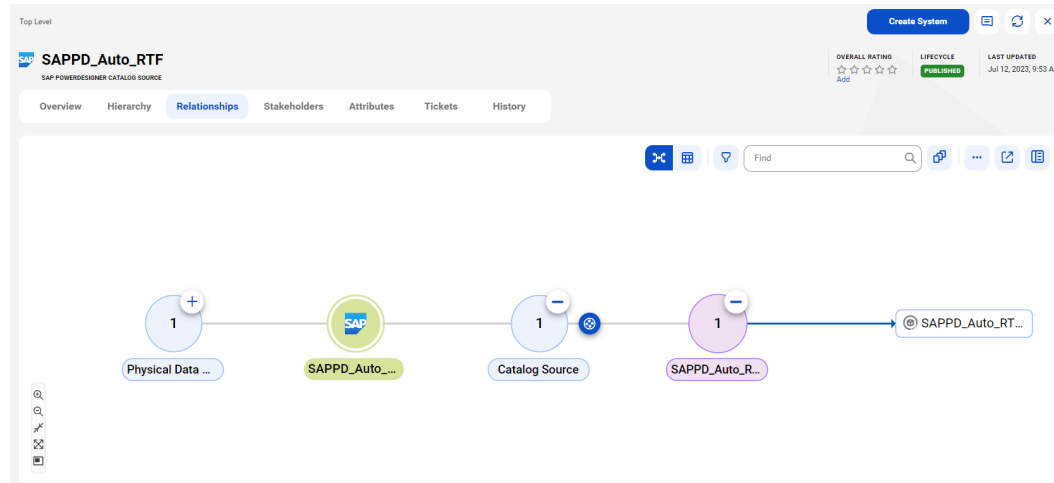 Top Level
Create System
SAP
SAPPD_Auto_RTF
SAP POWERDESIGNER CATALOG SOURCE
OVERALL RATING
Add
LIFECYCLE
PUBLISHED
LAST UPDATED
Jul 12, 2023, 9:53 A
Overview
Hierarchy
Relationships
Stakeholders
Attributes
Tickets
History
Find
1
SAP
1
1
SAPPD_Auto_RT...
Physical Data ...
SAPPD_Auto_...
Catalog Source
SAPPD_Auto_R...